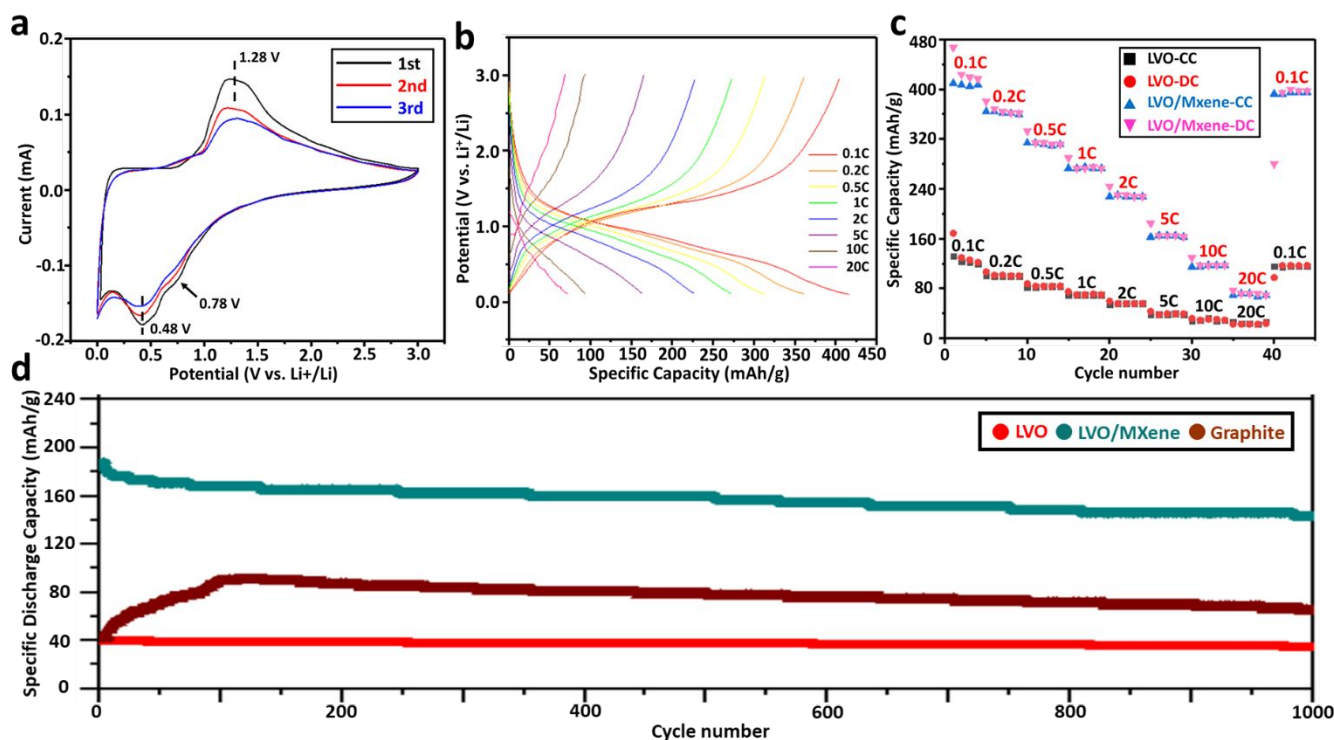 a
0.2
0.1
0.0
-0.1
0.2
Current (mA)
1.28 V
1st
2nd
3rd
0.78 V
0.48 V
0.0 0.5 1.0 1.5 2.0 2.5 3.0
Potential (V vs. Li+/Li)
b
3.0
2.0
1.0
0.0
Potential (V vs. Li⁺/Li)
0.1C
0.2C
0.5C
1C
2C
5C
10C
20C
0 50 100 150 200 250 300 350 400 450
Specific Capacity (mAh/g)
c
480
400
320
240
160
80
0
Specific Capacity (mAh/g)
LVO-CC
LVO-DC
LVO/Mxene-CC
LVO/Mxene-DC
0.1C
0.2C
0.5C
1C
2C
5C
10C
20C
0.1C
0.1C
0.2C
0.5C
1C
2C
5C
10C
20C
0.1C
0 10 20 30 40
Cycle number
d
240
200
160
120
80
40
0
Specific Discharge Capacity (mAh/g)
LVO LVO/MXene Graphite
0 200 400 600 800 1000
Cycle number